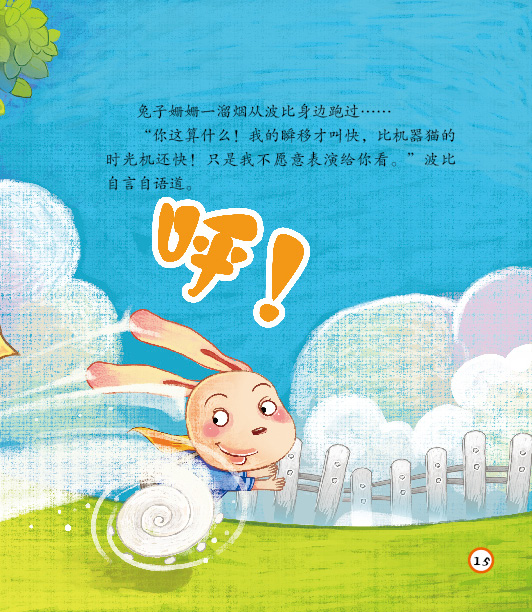 兔子姗姗一溜烟从波比身边跑过……
“你这算什么！我的瞬移才叫快，比机器猫的
时光机还快！只是我不愿意表演给你看。”波比
自言自语道。
呼！
15